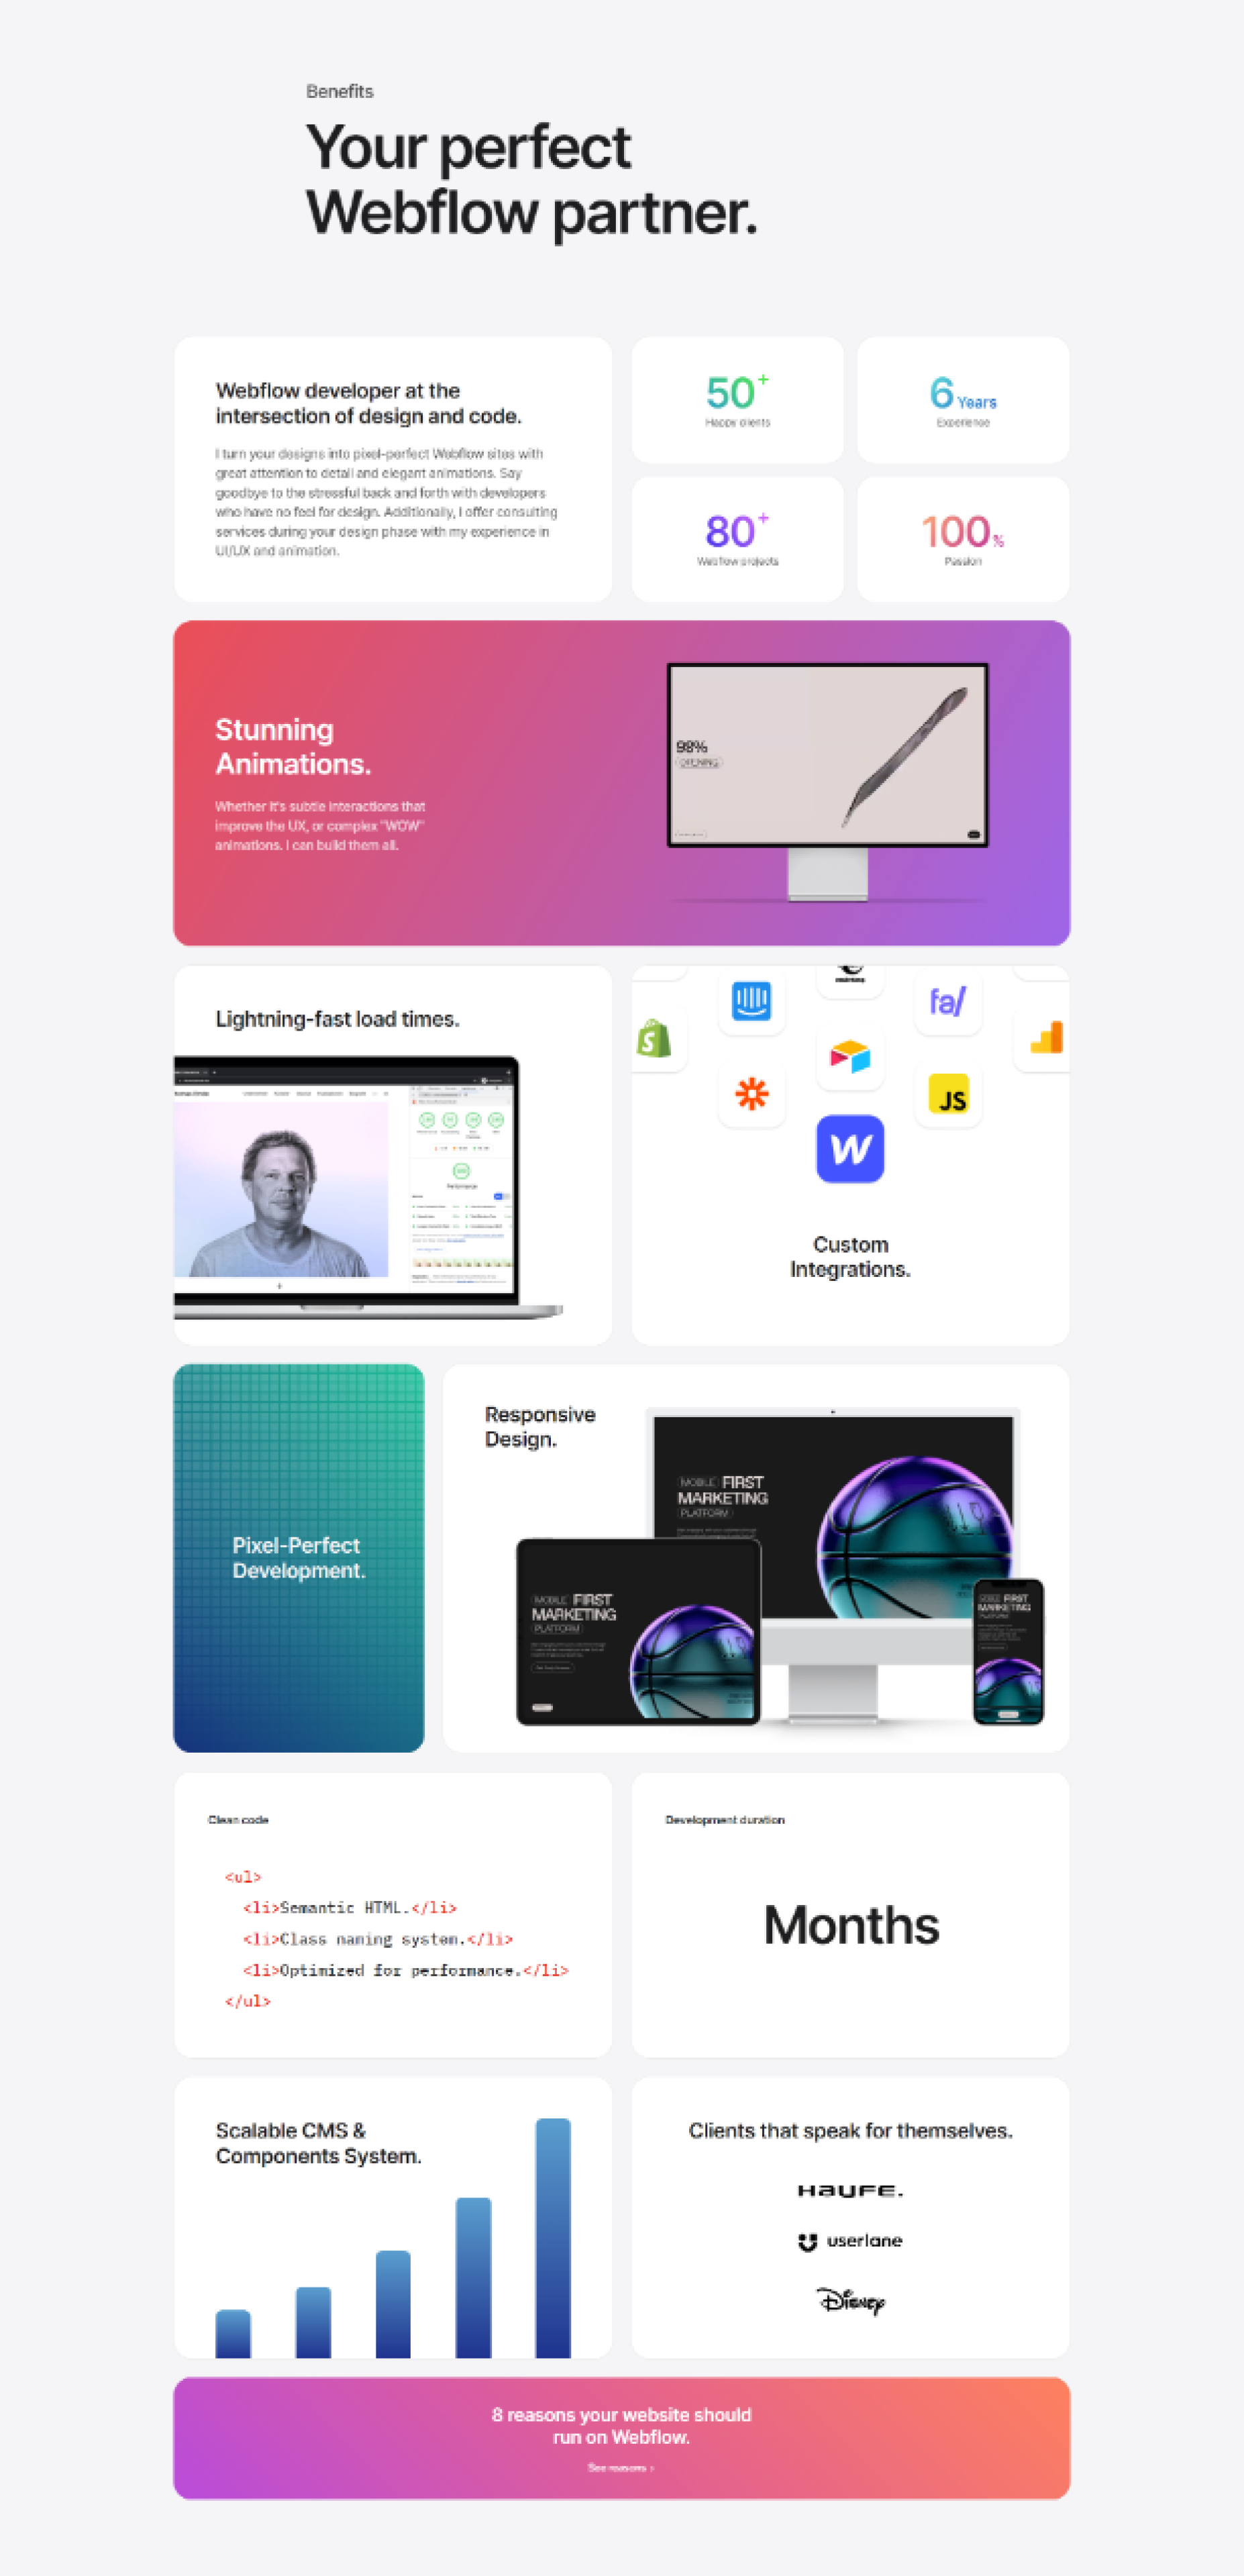 Benefits
Your perfect
Webflow partner.
Webflow developer at the
intersection of design and code.
I turn your designs into pixel-perfect Webflow sites with
great attention to detail and elegant animations. Say
goodbye to the stressful back and forth with developers
who have no feel for design. Additionally, I offer consulting
services during your design phase with my experience in
UI/UX and animation.
50+
Happy clients
6 Years
Experience
80+
Webflow projects
100%
Passion
Stunning
Animations.
Whether it's subtle interactions that
improve the UX, or complex "WOW"
animations. I can build them all.
98%
OPENING
Lightning-fast load times.
Performance
fa/
JS
Custom
Integrations.
Pixel-Perfect
Development.
Responsive
Design.
MOBILE FIRST
MARKETING
PLATFORM
MOBILE FIRST
MARKETING
PLATFORM
MOBILE FIRST
MARKETING
PLATFORM
Clean code
<ul>
<li>Semantic HTML.</li>
<li>Class naming system.</li>
<li>Optimized for performance.</li>
</ul>
Development duration
Months
Scalable CMS &
Components System.
Clients that speak for themselves.
HAUFE.
userlane
Disney
8 reasons your website should
run on Webflow.
See reasons ›